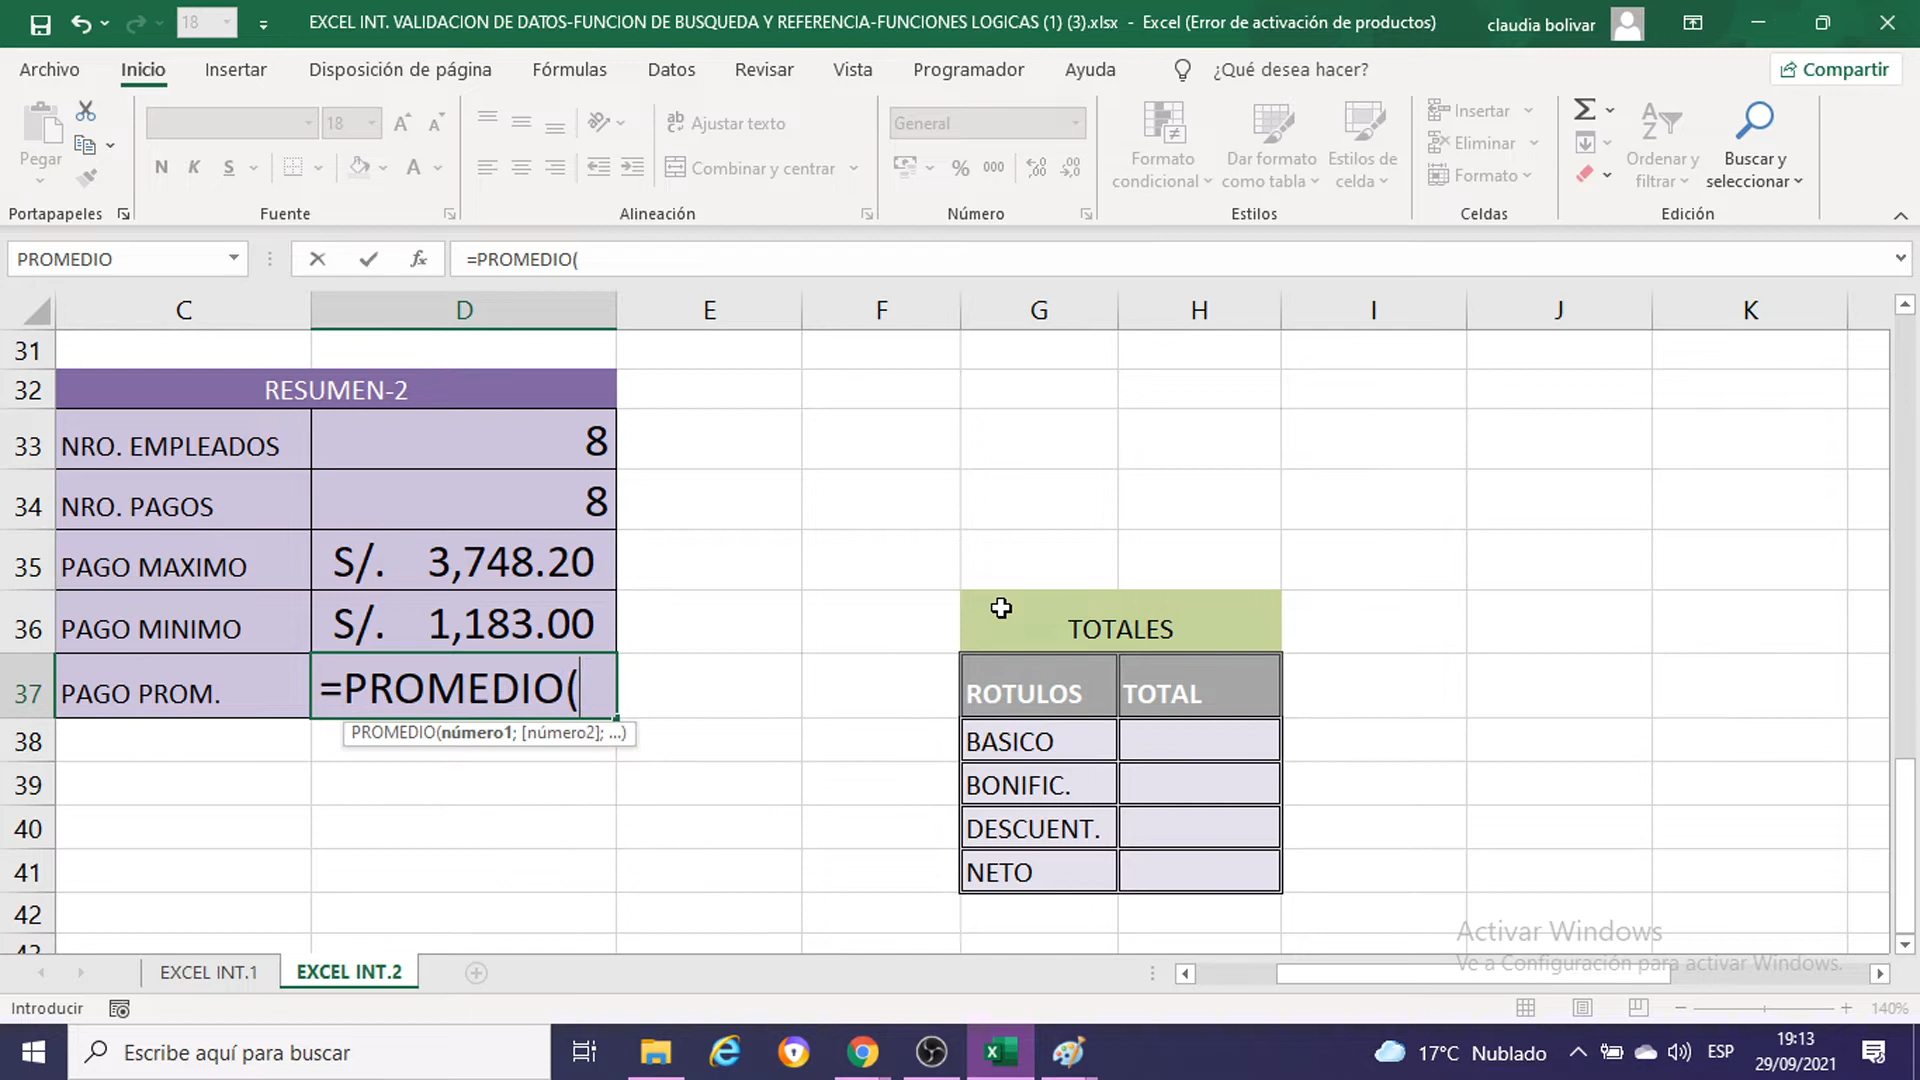 18
EXCEL INT. VALIDACION DE DATOS-FUNCION DE BUSQUEDA Y REFERENCIA-FUNCIONES LOGICAS (1) (3).xlsx - Excel (Error de activación de productos)
claudia bolivar
Archivo Inicio Insertar Disposición de página Fórmulas Datos Revisar Vista Programador Ayuda ¿Qué desea hacer? Compartir
Pegar
18
N K S
Ajustar texto
Combinar y centrar
General
% 000
Formato condicional
Dar formato como tabla
Estilos de celda
Insertar
Eliminar
Formato
Ordenar y filtrar
Buscar y seleccionar
Portapapeles Fuente Alineación Número Estilos Celdas Edición
PROMEDIO fx =PROMEDIO(
C D E F G H I J K
31
32 RESUMEN-2
33 NRO. EMPLEADOS 8
34 NRO. PAGOS 8
35 PAGO MAXIMO S/. 3,748.20
36 PAGO MINIMO S/. 1,183.00 TOTALES
37 PAGO PROM. =PROMEDIO( ROTULOS TOTAL
PROMEDIO(número1; [número2]; ...)
38 BASICO
39 BONIFIC.
40 DESCUENT.
41 NETO
42
43
Activar Windows
Ve a Configuración para activar Windows.
EXCEL INT.1 EXCEL INT.2
Introducir 140%
Escribe aquí para buscar
17°C Nublado
ESP
19:13
29/09/2021